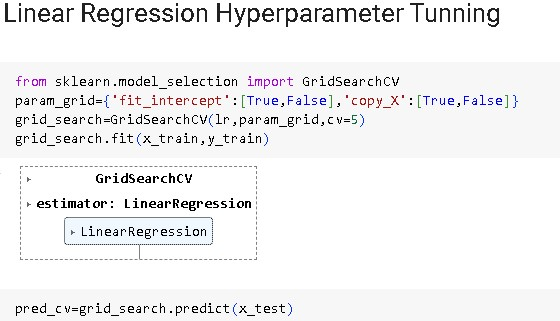 Linear Regression Hyperparameter Tunning
from sklearn.model_selection import GridSearchCV
param_grid={'fit_intercept':[True,False],'copy_X':[True,False]}
grid_search=GridSearchCV(lr,param_grid,cv=5)
grid_search.fit(x_train,y_train)
GridSearchCV
estimator: LinearRegression
LinearRegression
pred_cv=grid_search.predict(x_test)